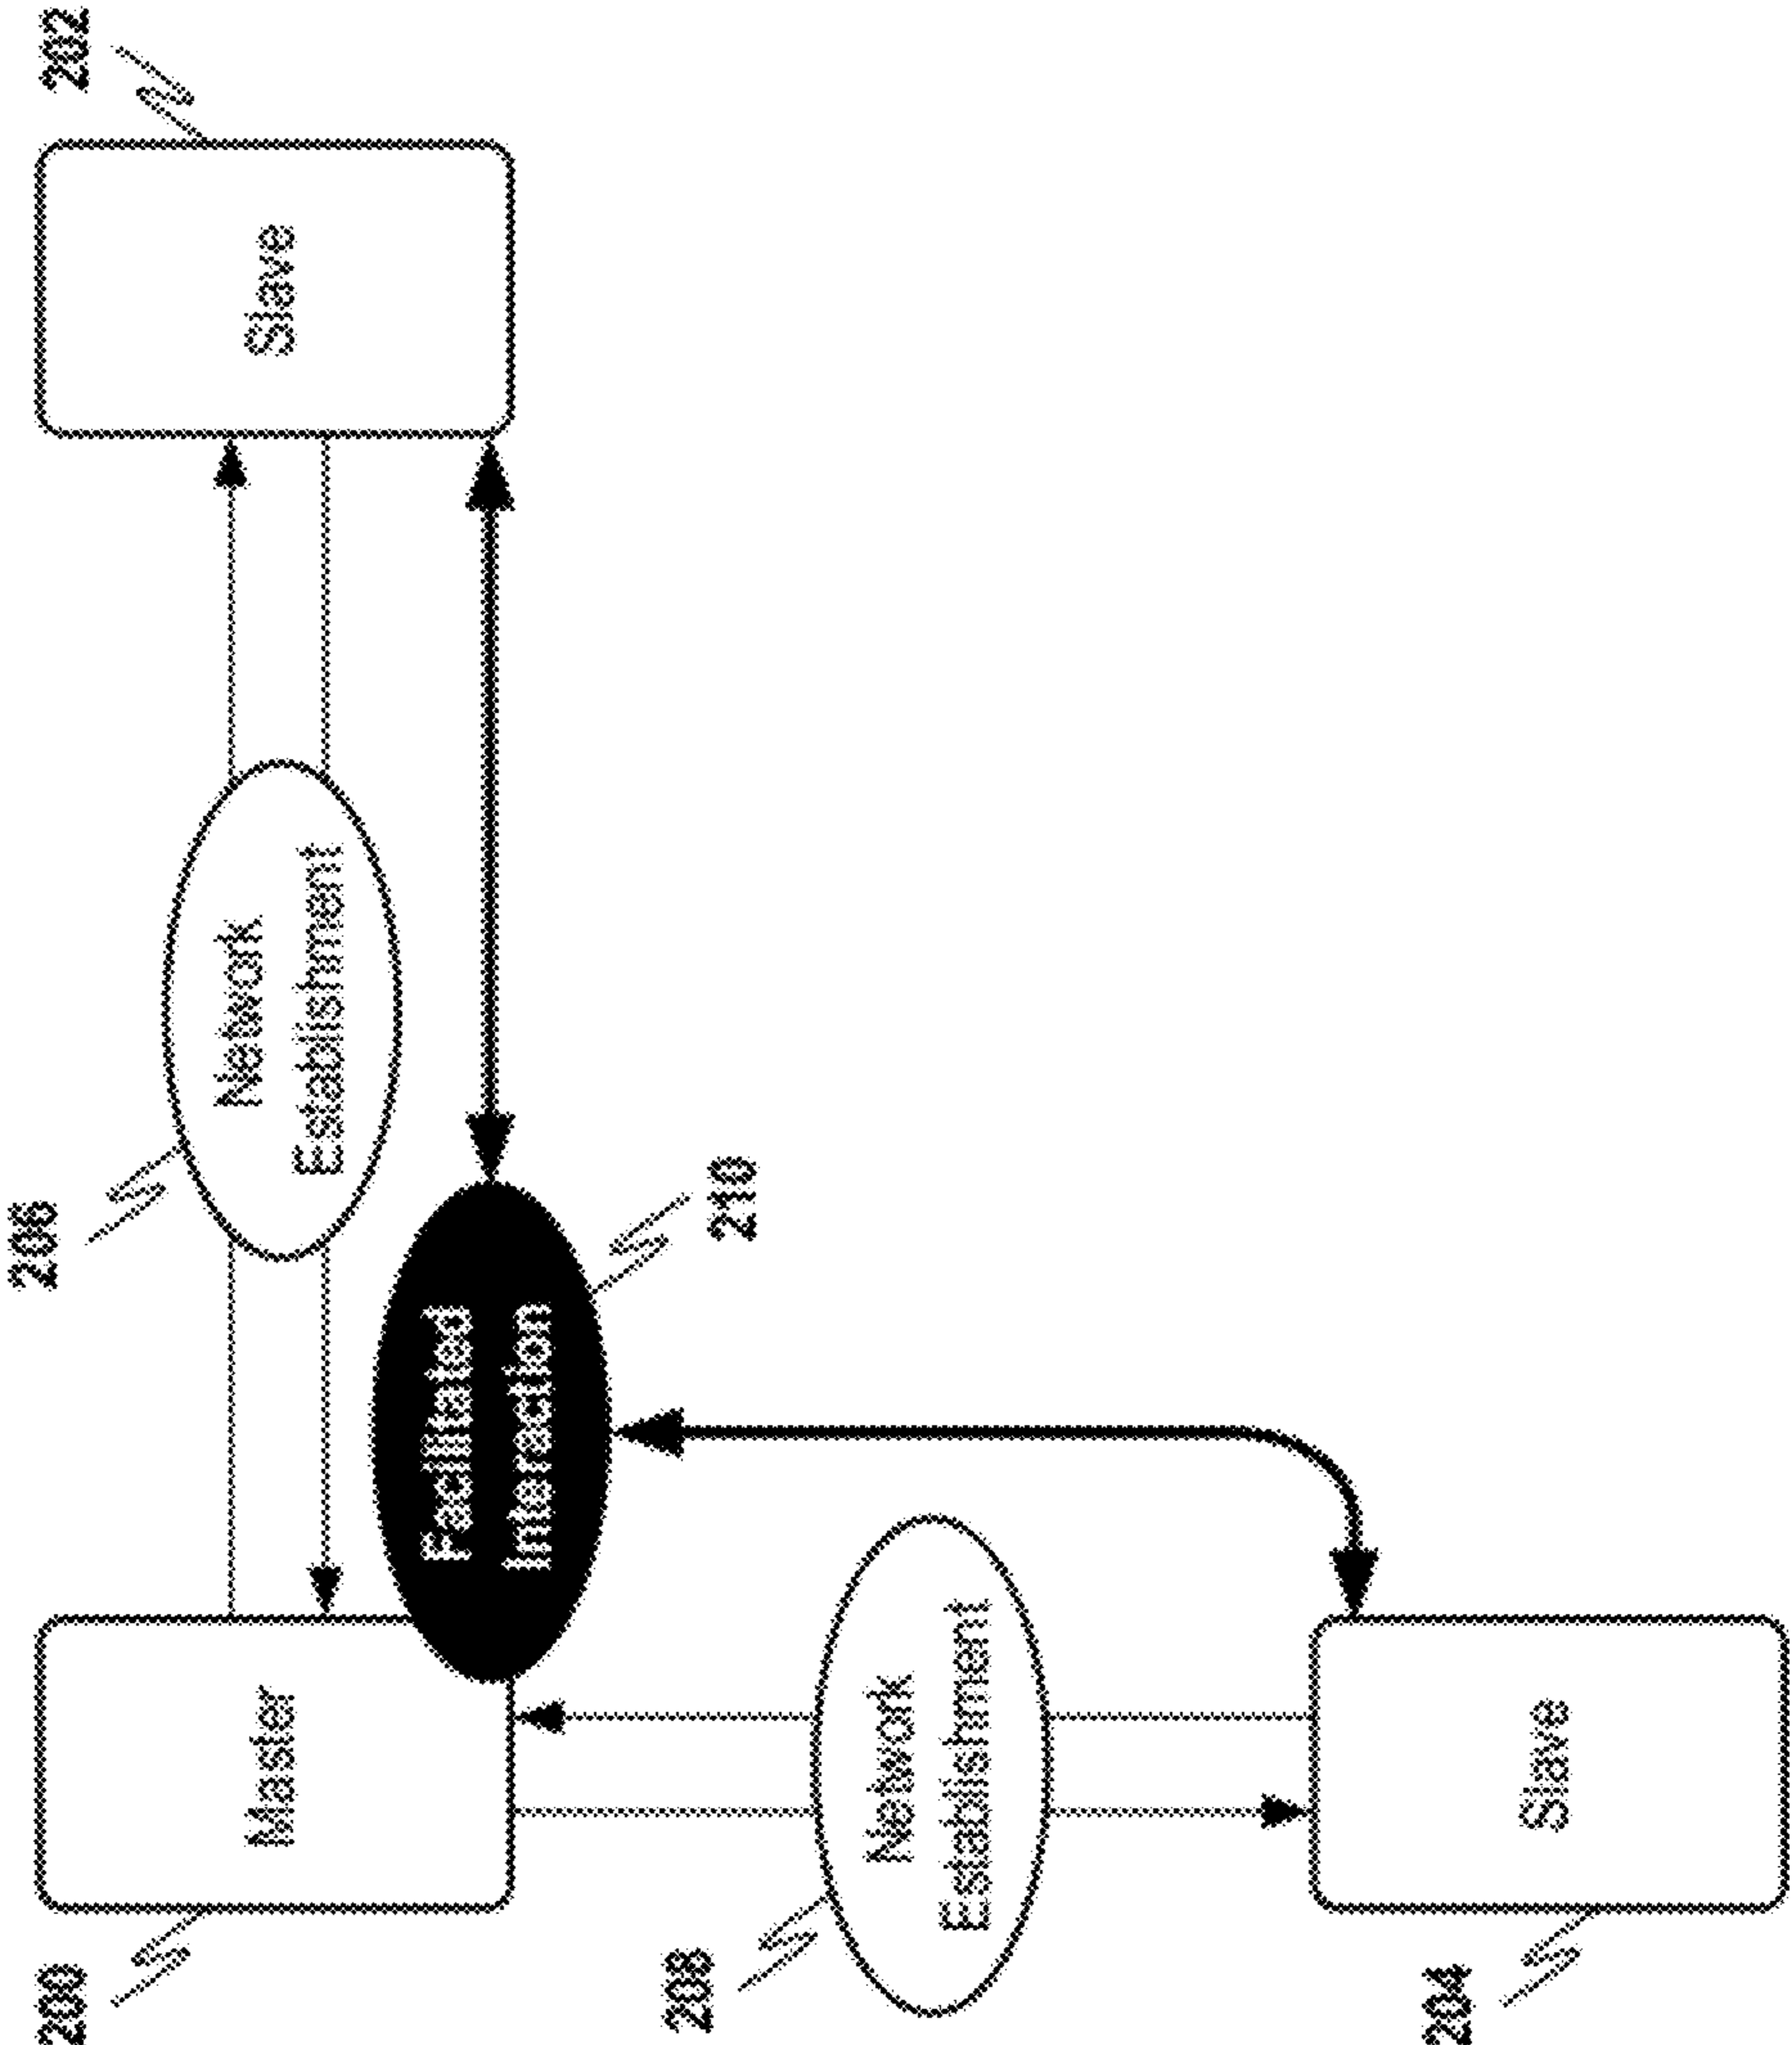 200
Master
206
Network
Establishment
202
Slave
Facilitated
Interaction
210
208
Network
Establishment
204
Slave